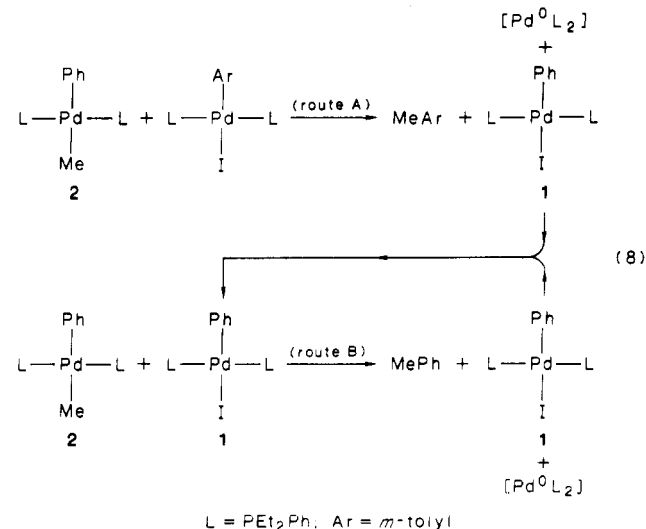 [Pd⁰L₂]
+
Ph Ar Ph
L—Pd—L + L—Pd—L (route A) MeAr + L—Pd—L
Me I I
2 1
(8)
Ph Ph Ph
L—Pd—L + L—Pd—L (route B) MePh + L—Pd—L
Me I I
2 1 1
+
[Pd⁰L₂]
L = PEt₂Ph; Ar = m-tolyl